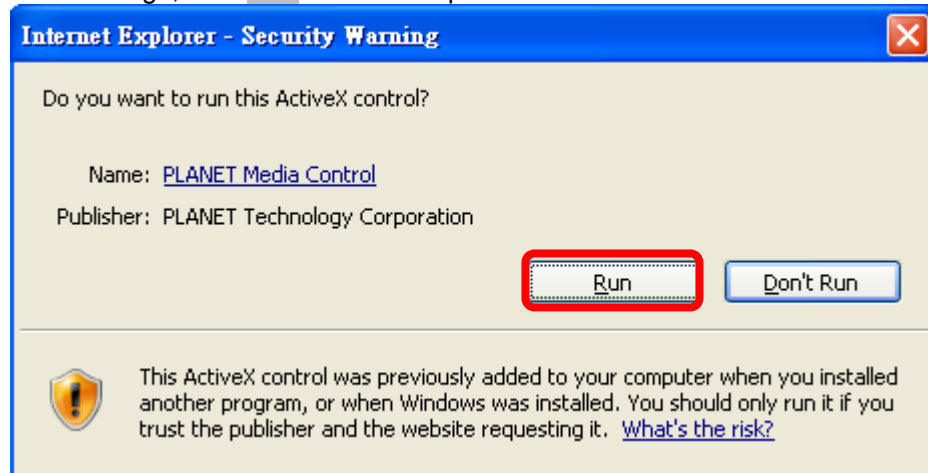 Internet Explorer - Security Warning
Do you want to run this ActiveX control?
Name: PLANET Media Control
Publisher: PLANET Technology Corporation
Run Don't Run
This ActiveX control was previously added to your computer when you installed
another program, or when Windows was installed. You should only run it if you
trust the publisher and the website requesting it. What's the risk?